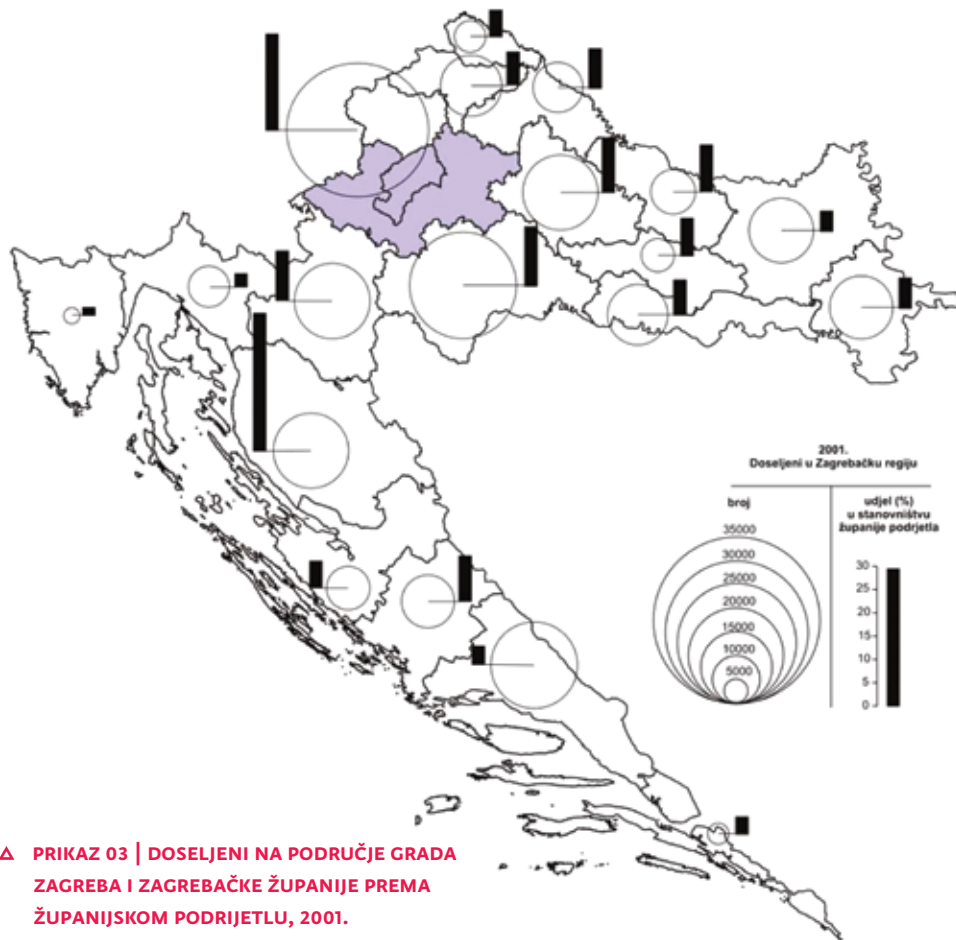 2001.
Doseljeni u Zagrebačku regiju
broj
35000
30000
25000
20000
15000
10000
5000
udjel (%)
u stanovništvu
županije podrjetla
30
25
20
15
10
5
0
△ PRIKAZ 03 | DOSELJENI NA PODRUČJE GRADA
ZAGREBA I ZAGREBAČKE ŽUPANIJE PREMA
ŽUPANIJSKOM PODRIJETLU, 2001.